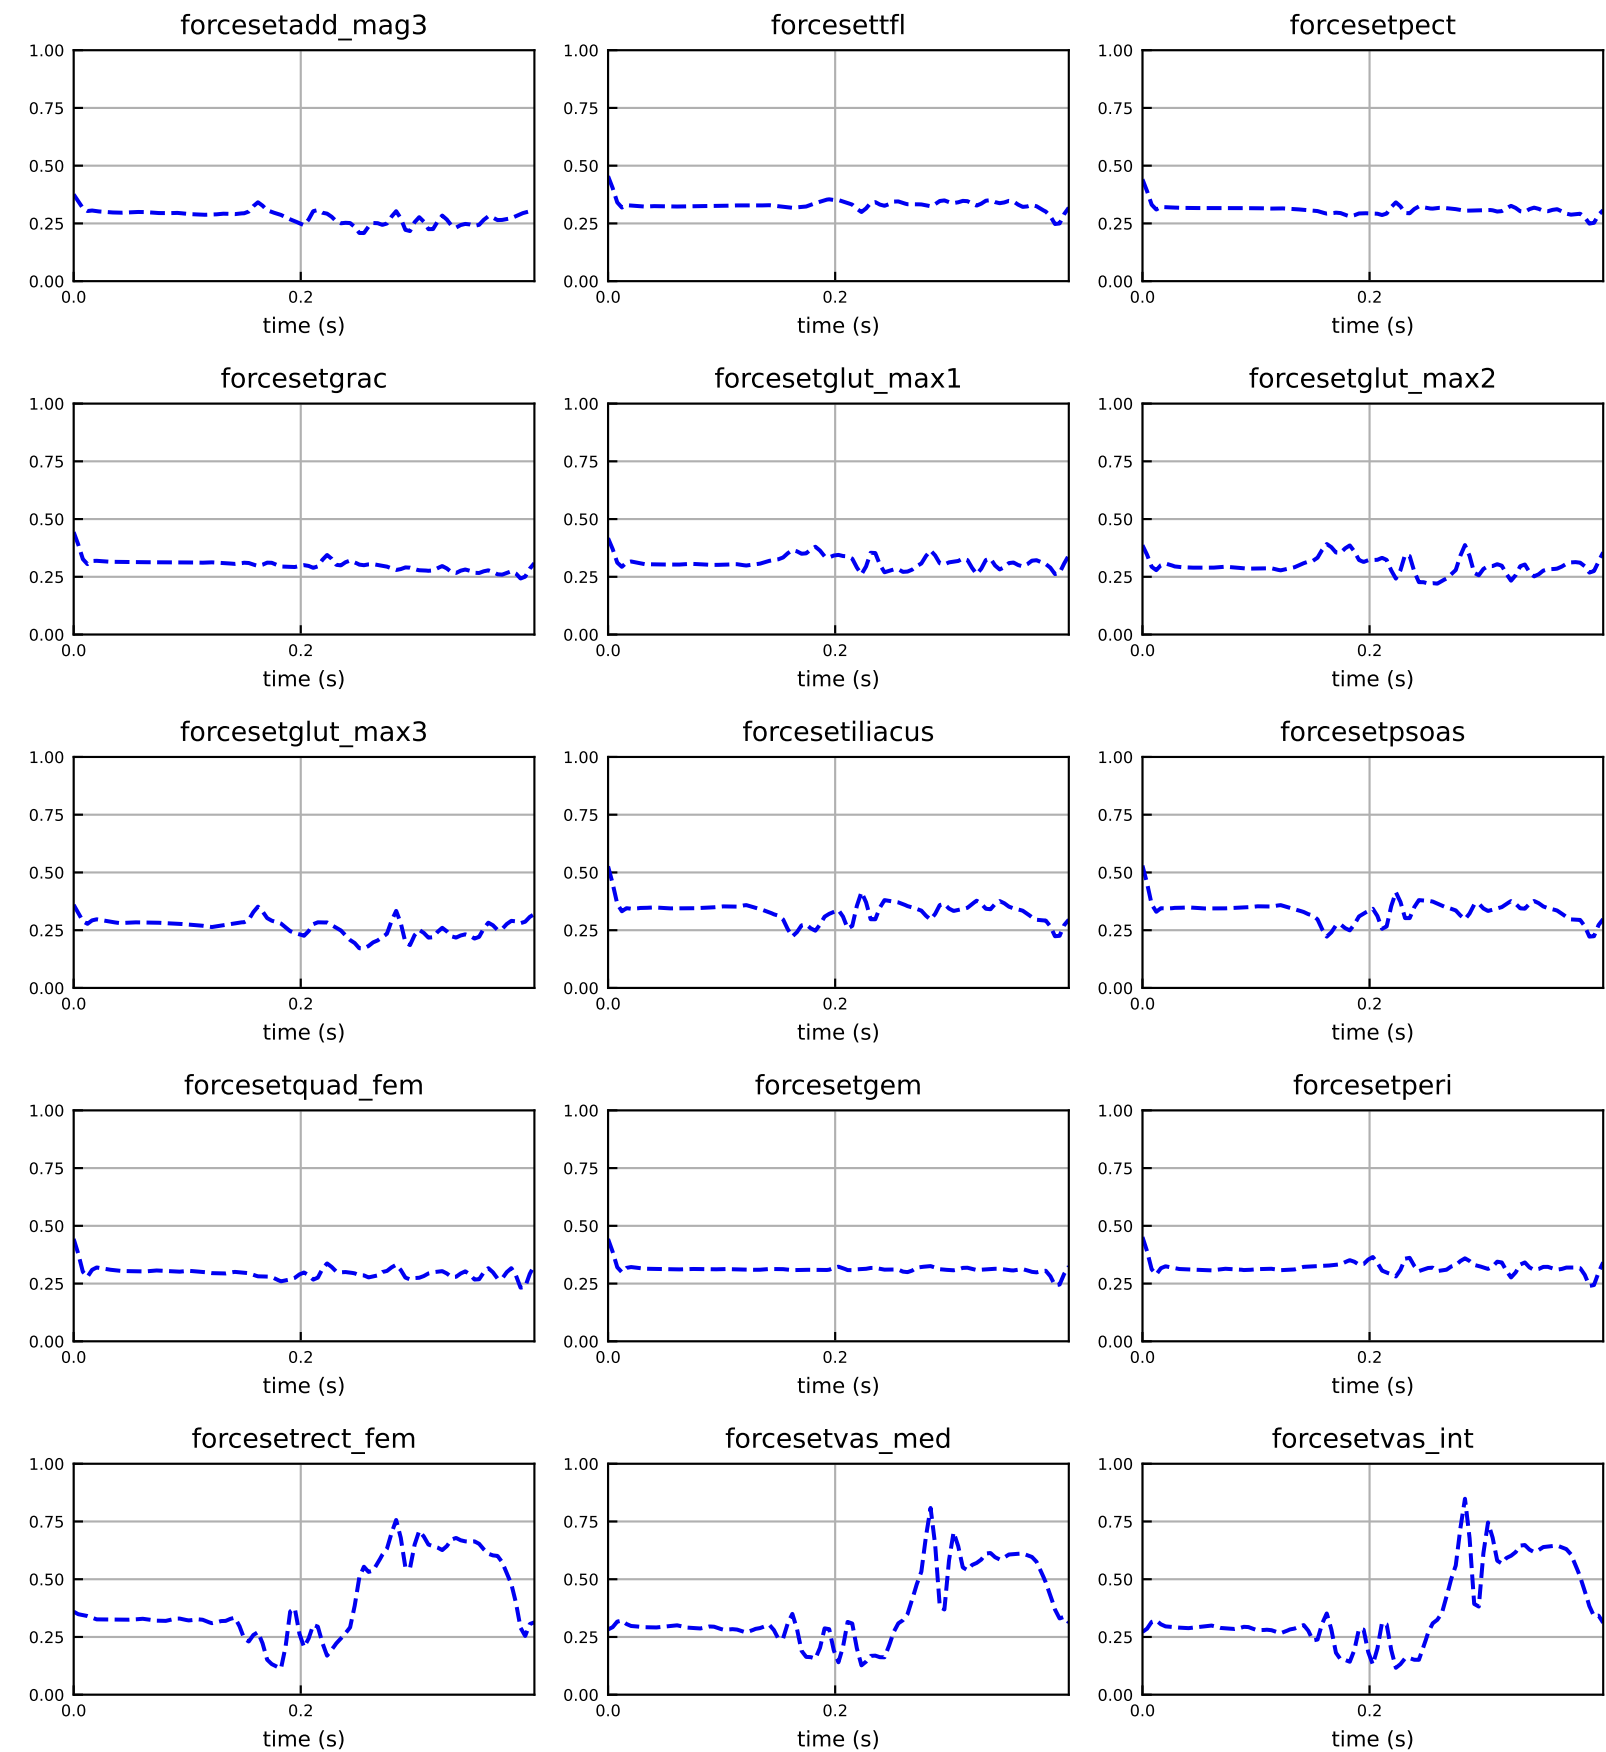 forcesetadd_mag3 forcesettfl forcesetpect
1.00 1.00 1.00
0.75 0.75 0.75
0.50 0.50 0.50
0.25 0.25 0.25
0.00 0.00 0.00
0.0 0.2 0.0 0.2 0.0 0.2
time (s) time (s) time (s)
forcesetgrac forcesetglut_max1 forcesetglut_max2
1.00 1.00 1.00
0.75 0.75 0.75
0.50 0.50 0.50
0.25 0.25 0.25
0.00 0.00 0.00
0.0 0.2 0.0 0.2 0.0 0.2
time (s) time (s) time (s)
forcesetglut_max3 forcesetiliacus forcesetpsoas
1.00 1.00 1.00
0.75 0.75 0.75
0.50 0.50 0.50
0.25 0.25 0.25
0.00 0.00 0.00
0.0 0.2 0.0 0.2 0.0 0.2
time (s) time (s) time (s)
forcesetquad_fem forcesetgem forcesetperi
1.00 1.00 1.00
0.75 0.75 0.75
0.50 0.50 0.50
0.25 0.25 0.25
0.00 0.00 0.00
0.0 0.2 0.0 0.2 0.0 0.2
time (s) time (s) time (s)
forcesetrect_fem forcesetvas_med forcesetvas_int
1.00 1.00 1.00
0.75 0.75 0.75
0.50 0.50 0.50
0.25 0.25 0.25
0.00 0.00 0.00
0.0 0.2 0.0 0.2 0.0 0.2
time (s) time (s) time (s)